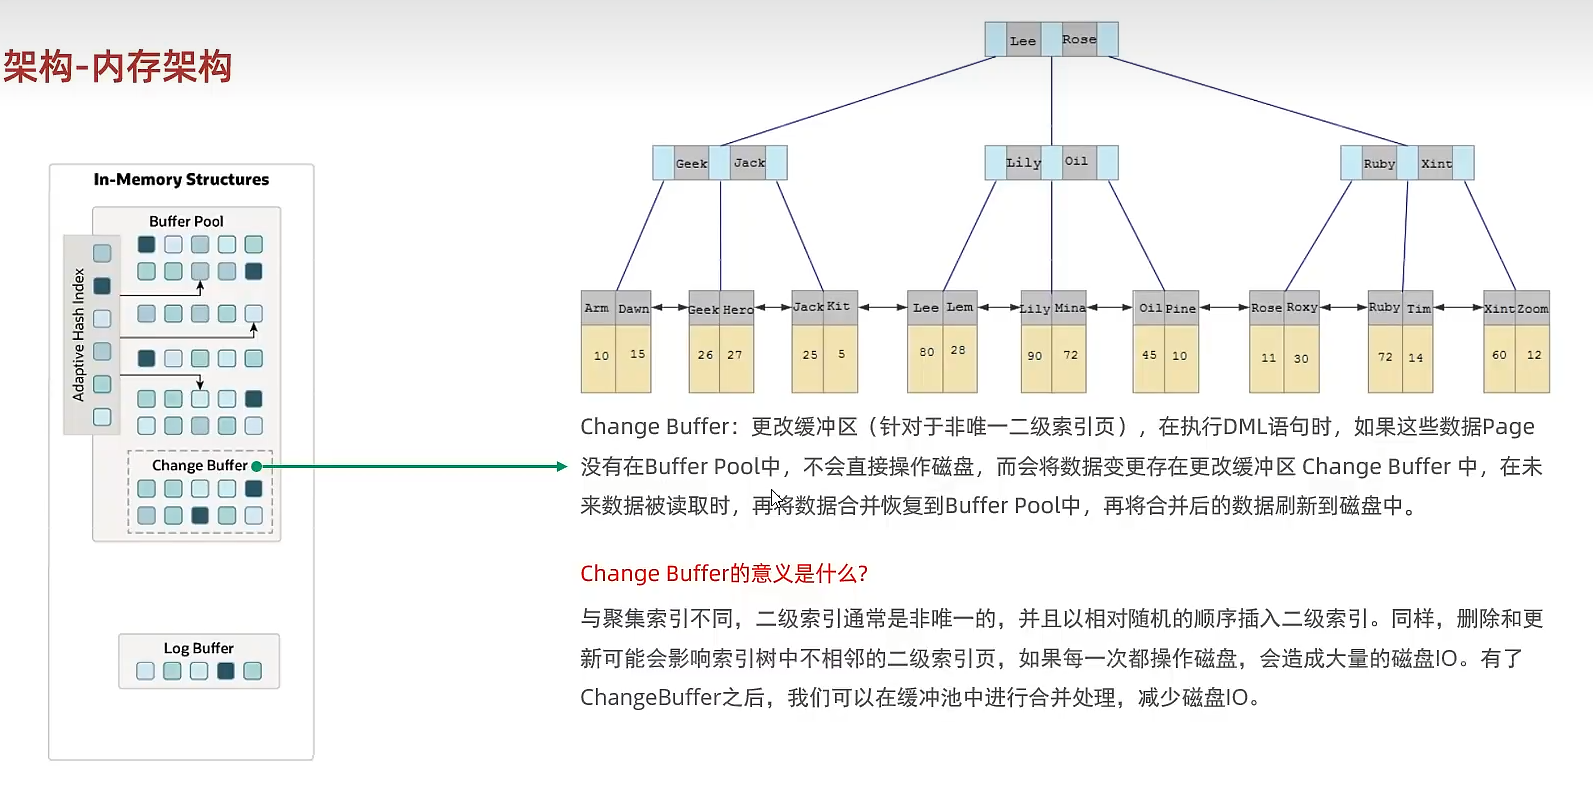 架构-内存架构
In-Memory Structures
Buffer Pool
Adaptive Hash Index
Change Buffer
Log Buffer
Lee Rose
Geek Jack
Lily Oil
Ruby Xint
Arm Dawn Geek Hero Jack Kit Lee Lem Lily Mina Oil Pine Rose Roxy Ruby Tim Xint Zoom
10 15 26 27 25 5 80 28 90 72 45 10 11 30 72 14 60 12
Change Buffer：更改缓冲区（针对于非唯一二级索引页），在执行DML语句时，如果这些数据Page
没有在Buffer Pool中，不会直接操作磁盘，而会将数据变更存在更改缓冲区 Change Buffer 中，在未
来数据被读取时，再将数据合并恢复到Buffer Pool中，再将合并后的数据刷新到磁盘中。
Change Buffer的意义是什么?
与聚集索引不同，二级索引通常是非唯一的，并且以相对随机的顺序插入二级索引。同样，删除和更
新可能会影响索引树中不相邻的二级索引页，如果每一次都操作磁盘，会造成大量的磁盘IO。有了
ChangeBuffer之后，我们可以在缓冲池中进行合并处理，减少磁盘IO。